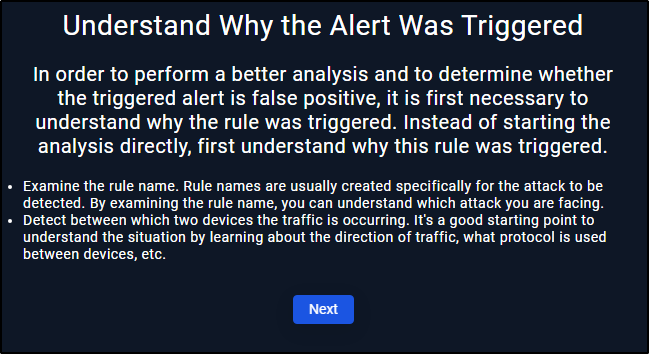 Understand Why the Alert Was Triggered
In order to perform a better analysis and to determine whether
the triggered alert is false positive, it is first necessary to
understand why the rule was triggered. Instead of starting the
analysis directly, first understand why this rule was triggered.
• Examine the rule name. Rule names are usually created specifically for the attack to be
detected. By examining the rule name, you can understand which attack you are facing.
• Detect between which two devices the traffic is occurring. It's a good starting point to
understand the situation by learning about the direction of traffic, what protocol is used
between devices, etc.
Next